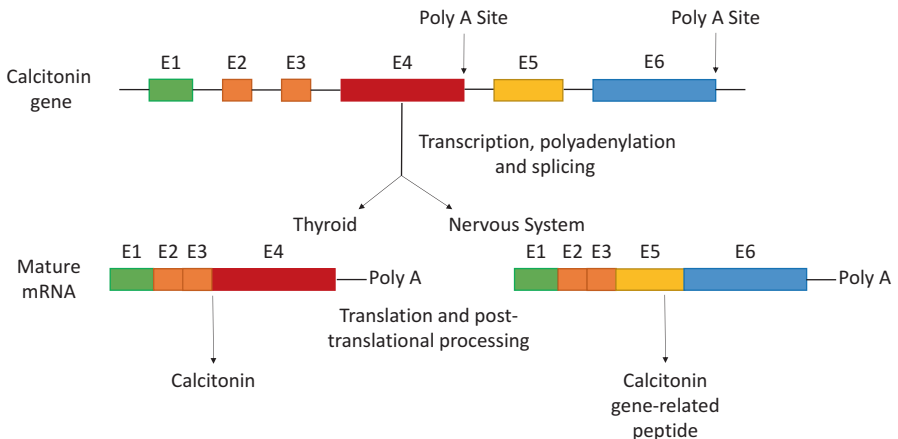 Poly A Site
Poly A Site
E1
E2
E3
E4
E5
E6
Calcitonin
gene
Transcription, polyadenylation
and splicing
Thyroid
Nervous System
E1
E2
E3
E4
E1
E2
E3
E5
E6
Mature
mRNA
Poly A
Poly A
Translation and post-
translational processing
Calcitonin
Calcitonin
gene-related
peptide